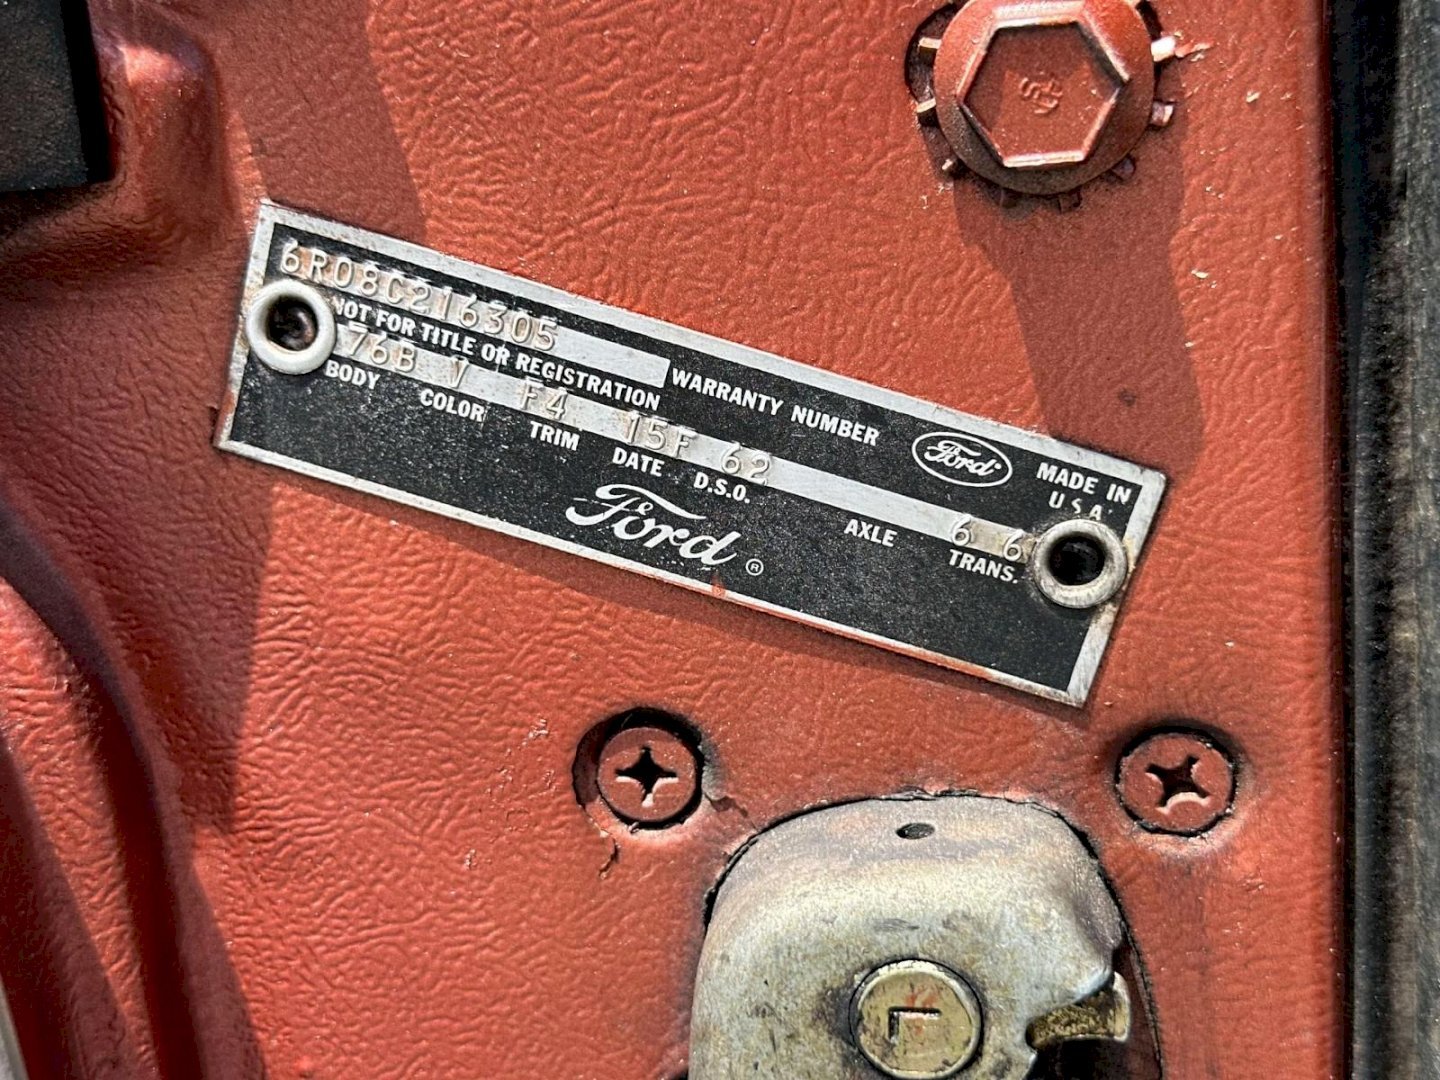 6R08C216305
NOT FOR TITLE OR REGISTRATION WARRANTY NUMBER Ford MADE IN U S A
76B V F4 15F 62 6 6
BODY COLOR TRIM DATE D.S.O. AXLE TRANS.
Ford ®
L